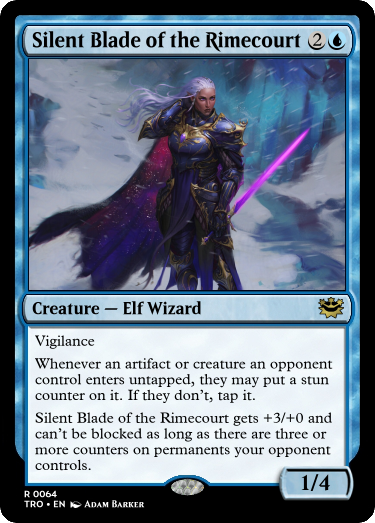 Silent Blade of the Rimecourt 2
Creature — Elf Wizard
Vigilance
Whenever an artifact or creature an opponent
control enters untapped, they may put a stun
counter on it. If they don't, tap it.
Silent Blade of the Rimecourt gets +3/+0 and
can't be blocked as long as there are three or
more counters on permanents your opponent
controls.
1/4
R 0064
TRO • EN Adam Barker